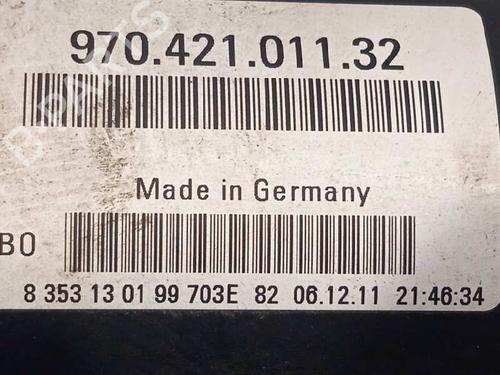 970.421.011.32
B-PARTS
Made in Germany
BO
8 353 13 01 99 703E 82 06.12.11 21:46:34